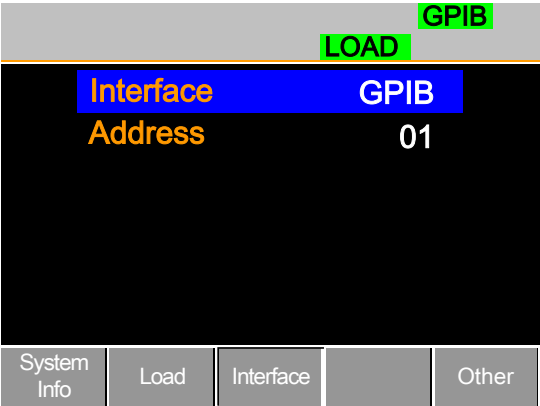 GPIB
LOAD
Interface GPIB
Address 01
System Info
Load
Interface
Other